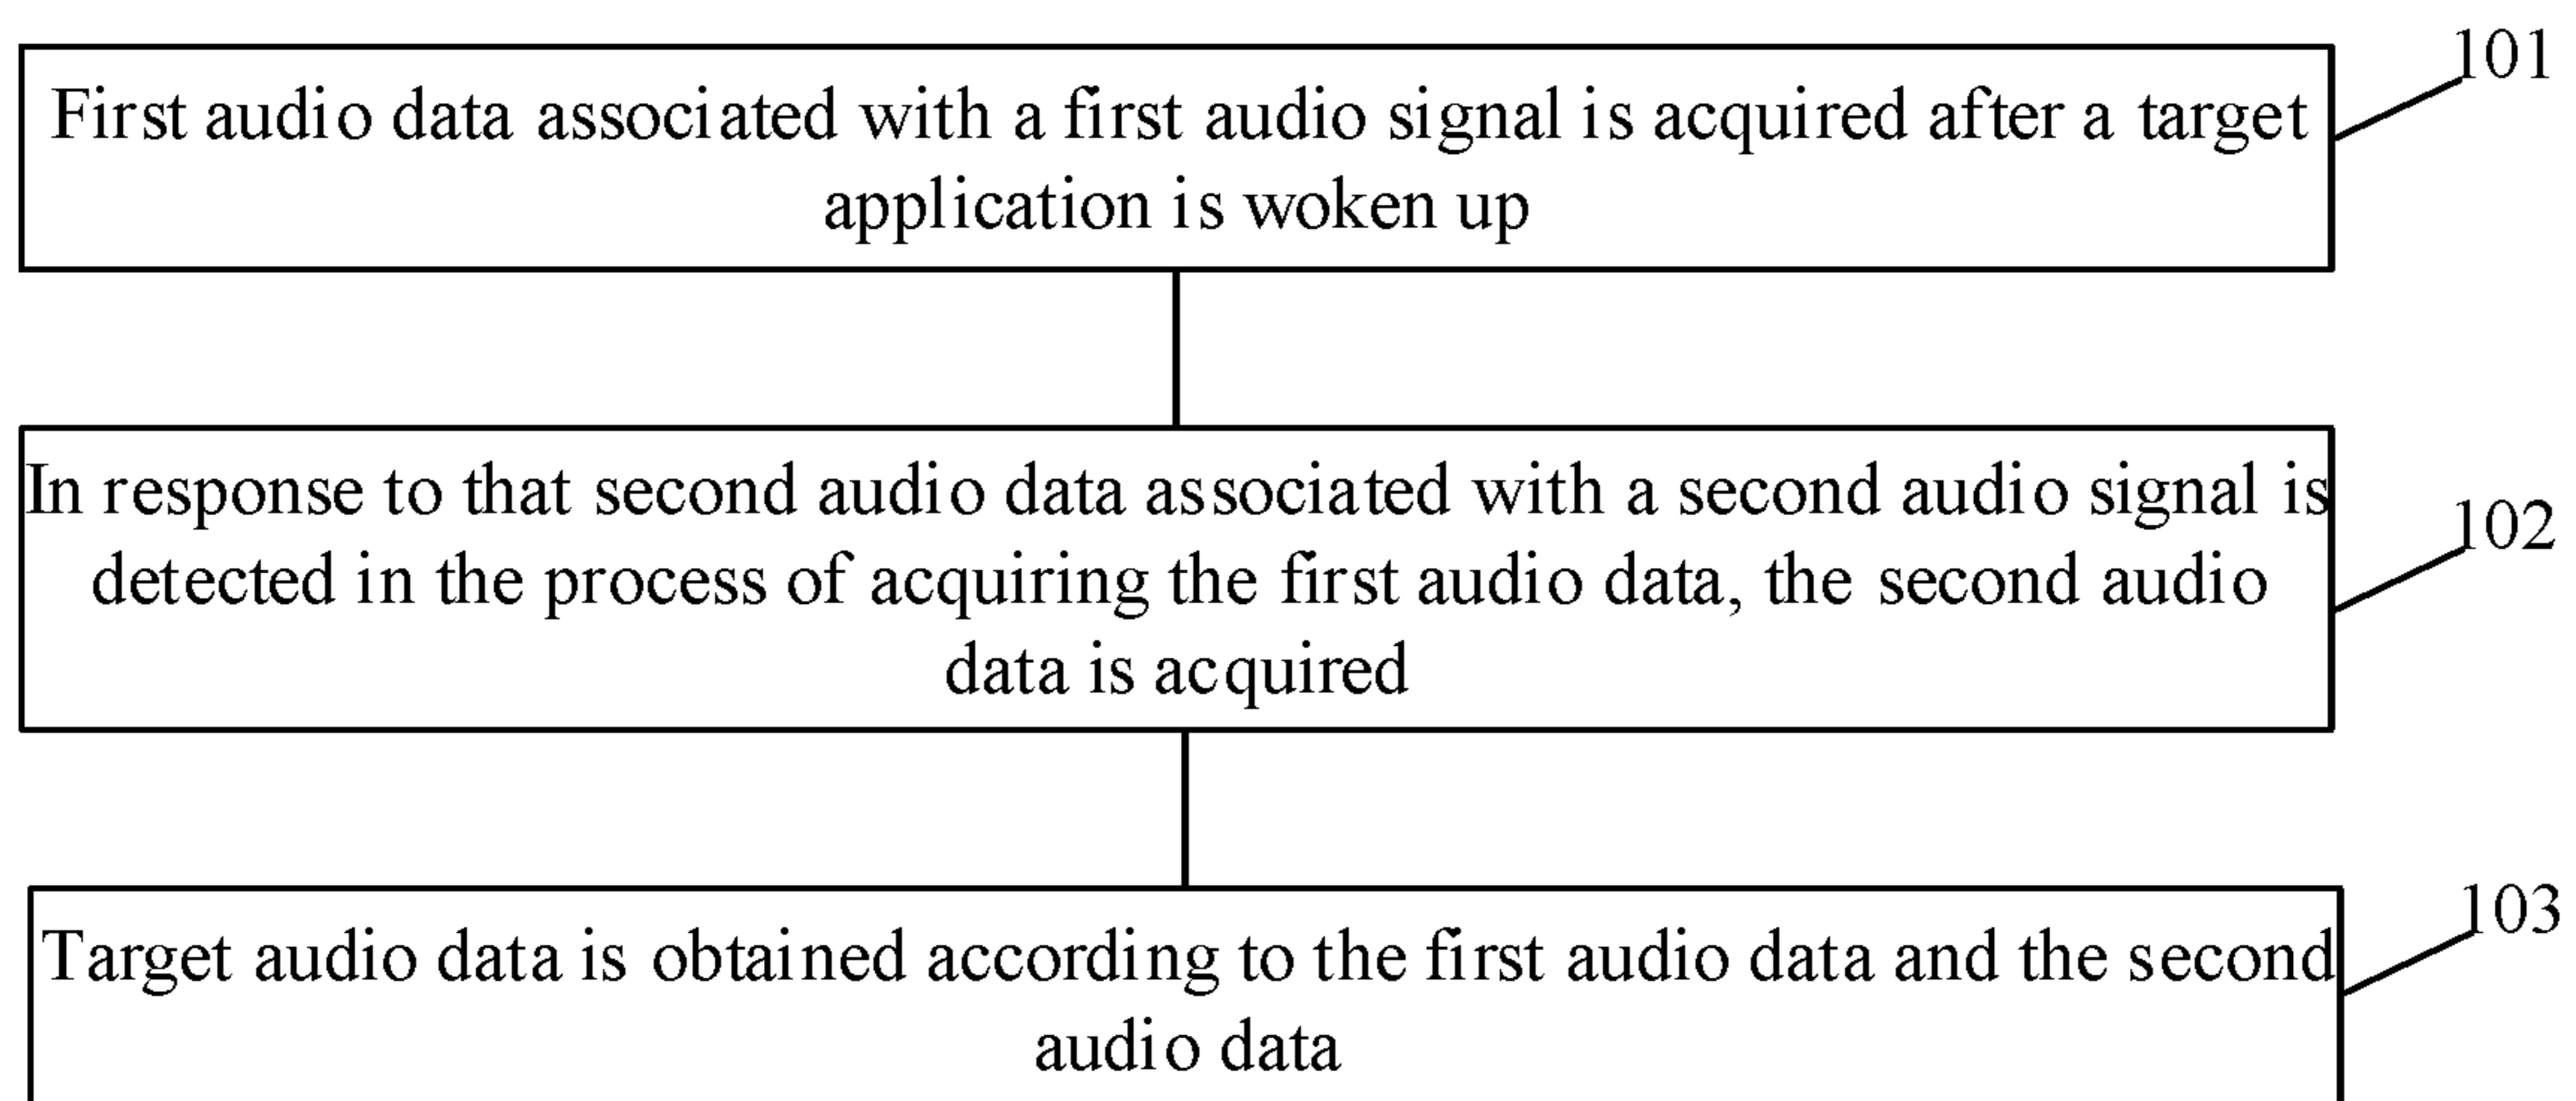 101
First audio data associated with a first audio signal is acquired after a target
application is woken up
In response to that second audio data associated with a second audio signal is
102
detected in the process of acquiring the first audio data, the second audio
data is acquired
103
Target audio data is obtained according to the first audio data and the second
audio data